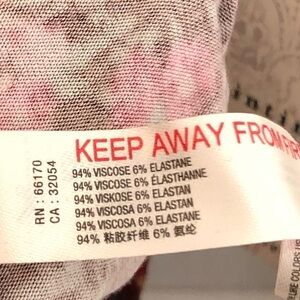 KEEP AWAY FROM FIRE
94% VISCOSE 6% ELASTANE
94% VISCOSE 6% ÉLASTHANNE
94% VISKOSE 6% ELASTAN
94% VISCOSA 6% ELASTAN
94% VISCOSA 6% ELASTANE
94% 粘胶纤维 6% 氨纶
RN : 66170
CA : 32054